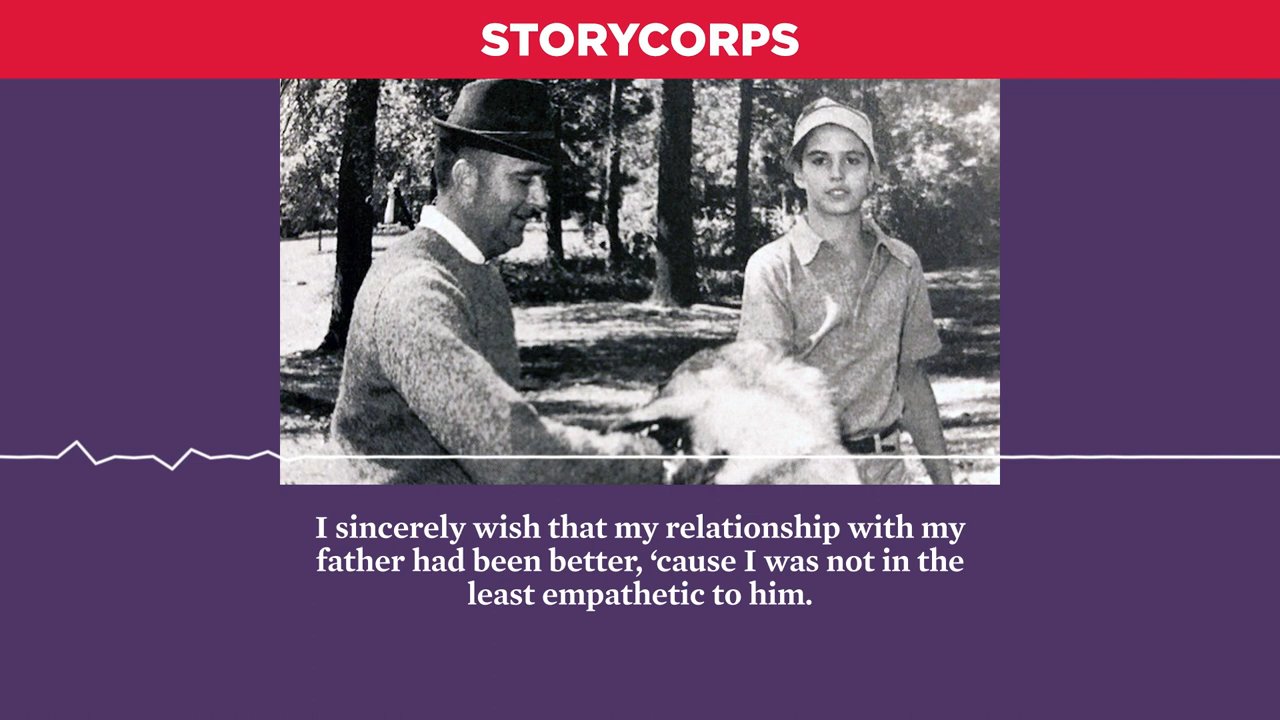 STORYCORPS
I sincerely wish that my relationship with my
father had been better, ‘cause I was not in the
least empathetic to him.